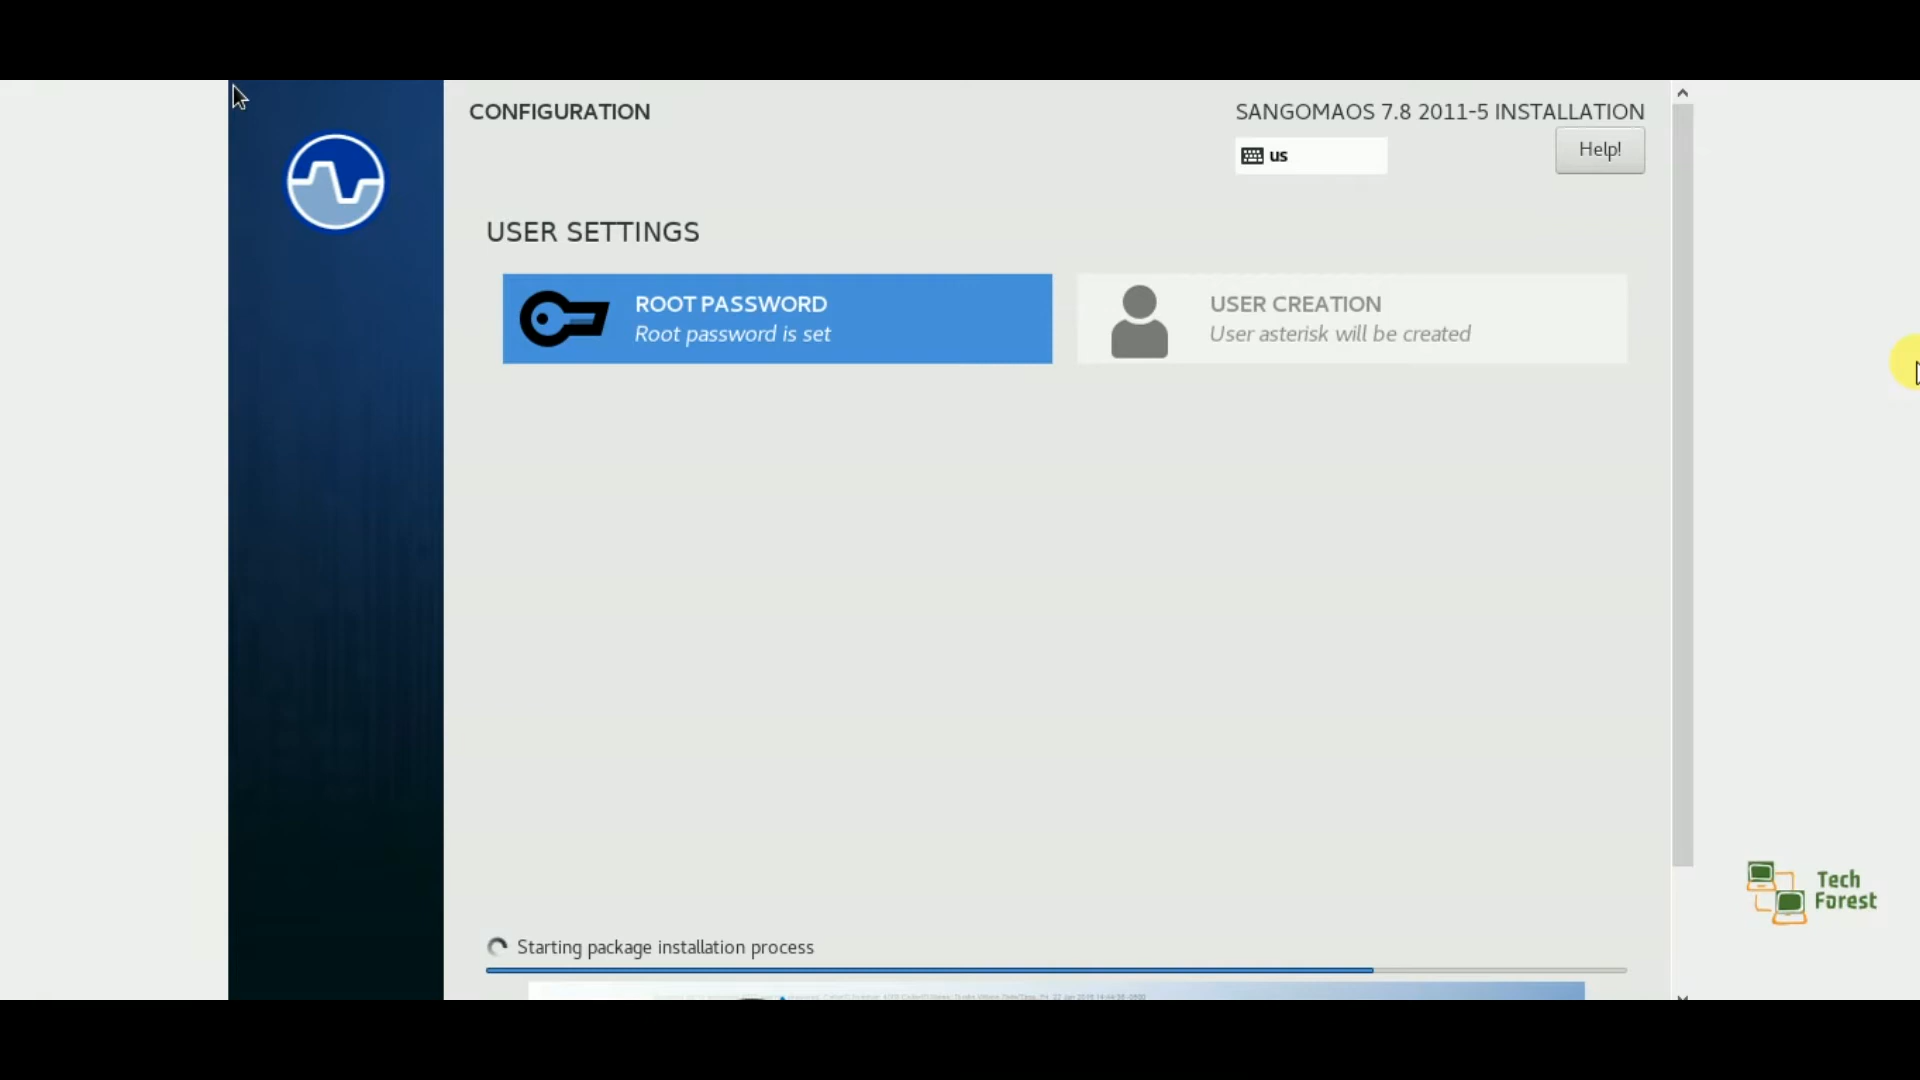 CONFIGURATION
SANGOMAOS 7.8 2011-5 INSTALLATION
us
Help!
USER SETTINGS
ROOT PASSWORD
Root password is set
USER CREATION
User asterisk will be created
Tech
Forest
Starting package installation process